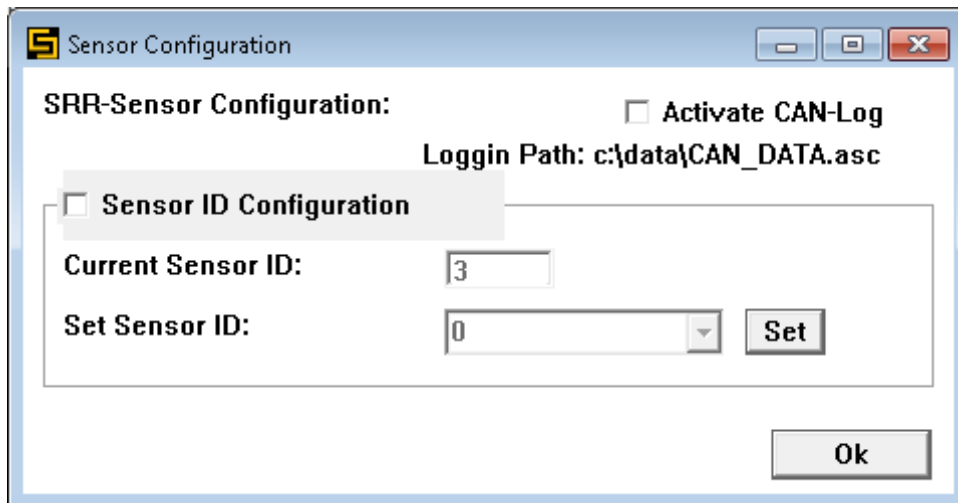 Sensor Configuration
SRR-Sensor Configuration:
Activate CAN-Log
Loggin Path: c:\data\CAN_DATA.asc
Sensor ID Configuration
Current Sensor ID: 3
Set Sensor ID: 0 Set
Ok